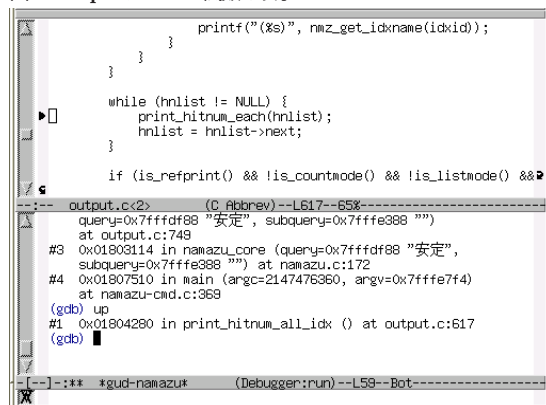 printf("(%s)", nmz_get_idxname(idxid));
}
}
}
while (hnlist != NULL) {
print_hitnum_each(hnlist);
hnlist = hnlist->next;
}
if (is_refprint() && !is_countmode() && !is_listmode() &&
--:-- output.c<2> (C Abbrev)--L617--65%----------
query=0x7fffdf88 "安定", subquery=0x7fffe388 "")
at output.c:749
#3 0x01803114 in namazu_core (query=0x7fffdf88 "安定",
subquery=0x7fffe388 "") at namazu.c:172
#4 0x01807510 in main (argc=2147476360, argv=0x7fffe7f4)
at namazu-cmd.c:369
(gdb) up
#1 0x01804280 in print_hitnum_all_idx () at output.c:617
(gdb)
-[--]-:** *gud-namazu* (Debugger:run)--L59--Bot----------